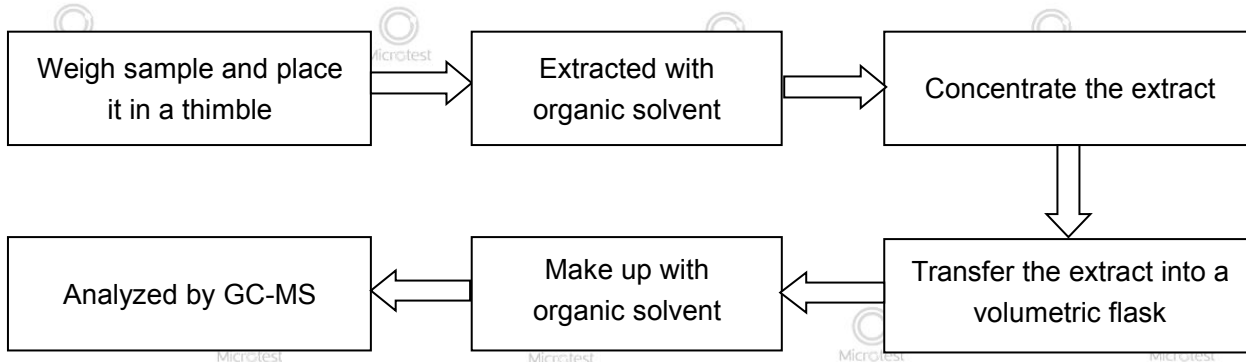 Microtest
Weigh sample and place
it in a thimble
Extracted with
organic solvent
Concentrate the extract
Transfer the extract into a
volumetric flask
Make up with
organic solvent
Analyzed by GC-MS
Microtest
Microtest
Microtest
Microtest